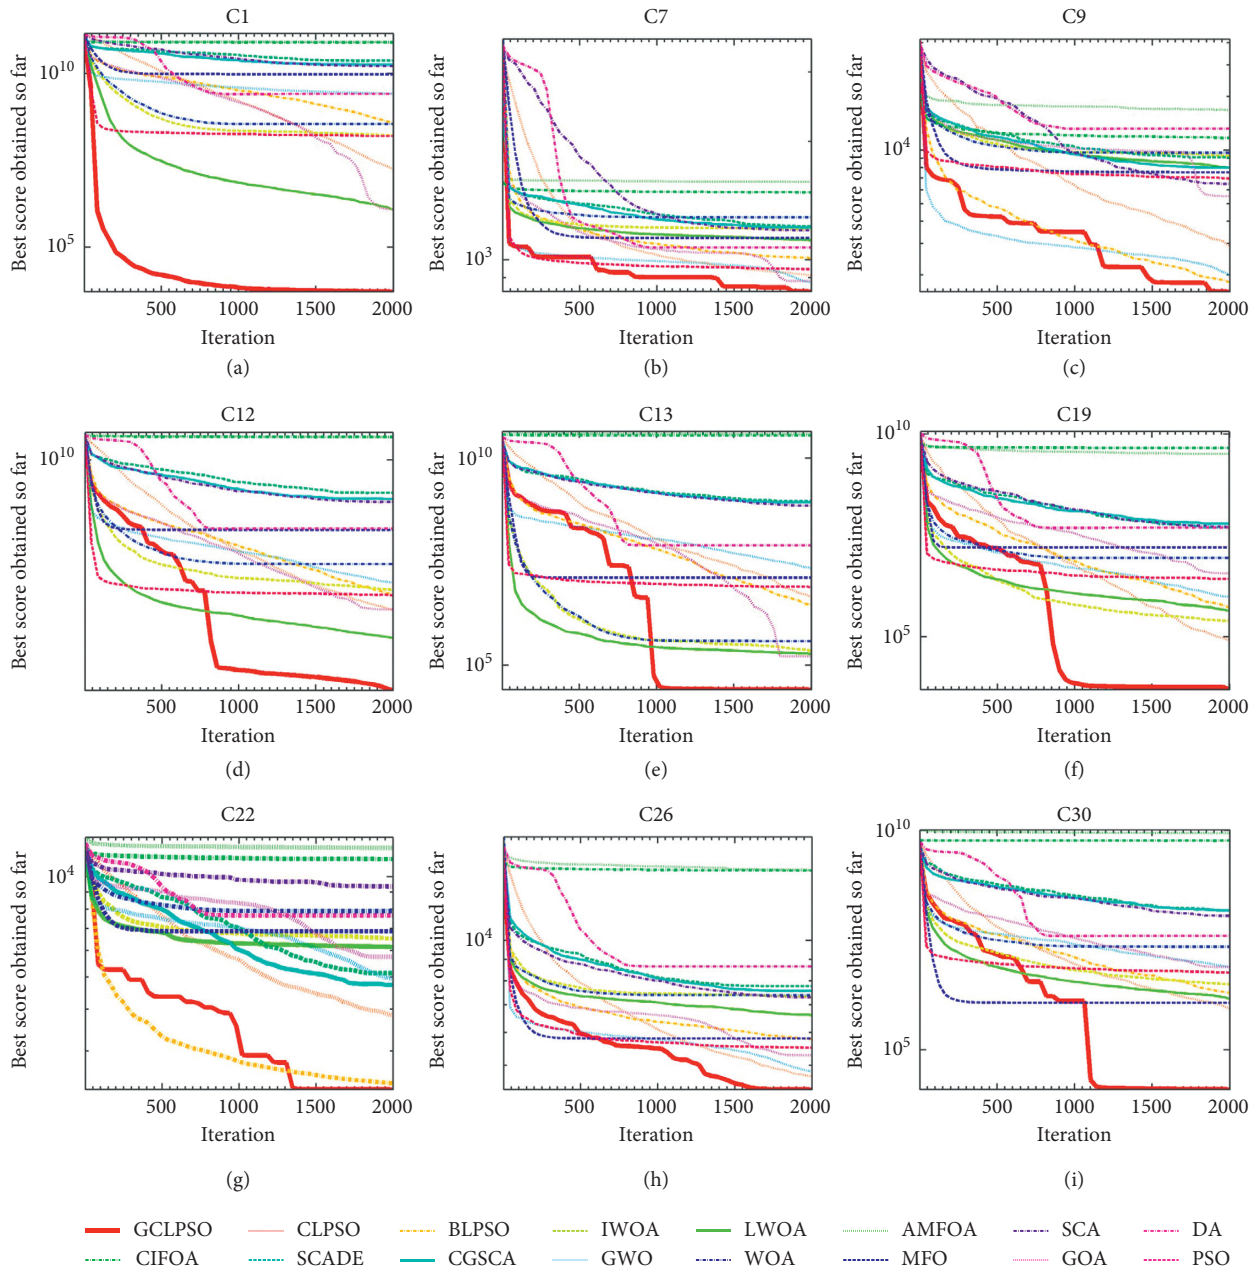 C1
Best score obtained so far
10^10
10^5
500 1000 1500 2000
Iteration
(a)
C7
Best score obtained so far
10^3
500 1000 1500 2000
Iteration
(b)
C9
Best score obtained so far
10^4
500 1000 1500 2000
Iteration
(c)
C12
Best score obtained so far
10^10
500 1000 1500 2000
Iteration
(d)
C13
Best score obtained so far
10^10
10^5
500 1000 1500 2000
Iteration
(e)
C19
Best score obtained so far
10^10
10^5
500 1000 1500 2000
Iteration
(f)
C22
Best score obtained so far
10^4
500 1000 1500 2000
Iteration
(g)
C26
Best score obtained so far
10^4
500 1000 1500 2000
Iteration
(h)
C30
Best score obtained so far
10^10
10^5
500 1000 1500 2000
Iteration
(i)
GCLPSO CLPSO BLPSO IWOA LWOA AMFOA SCA DA
CIFOA SCADE CGSCA GWO WOA MFO GOA PSO